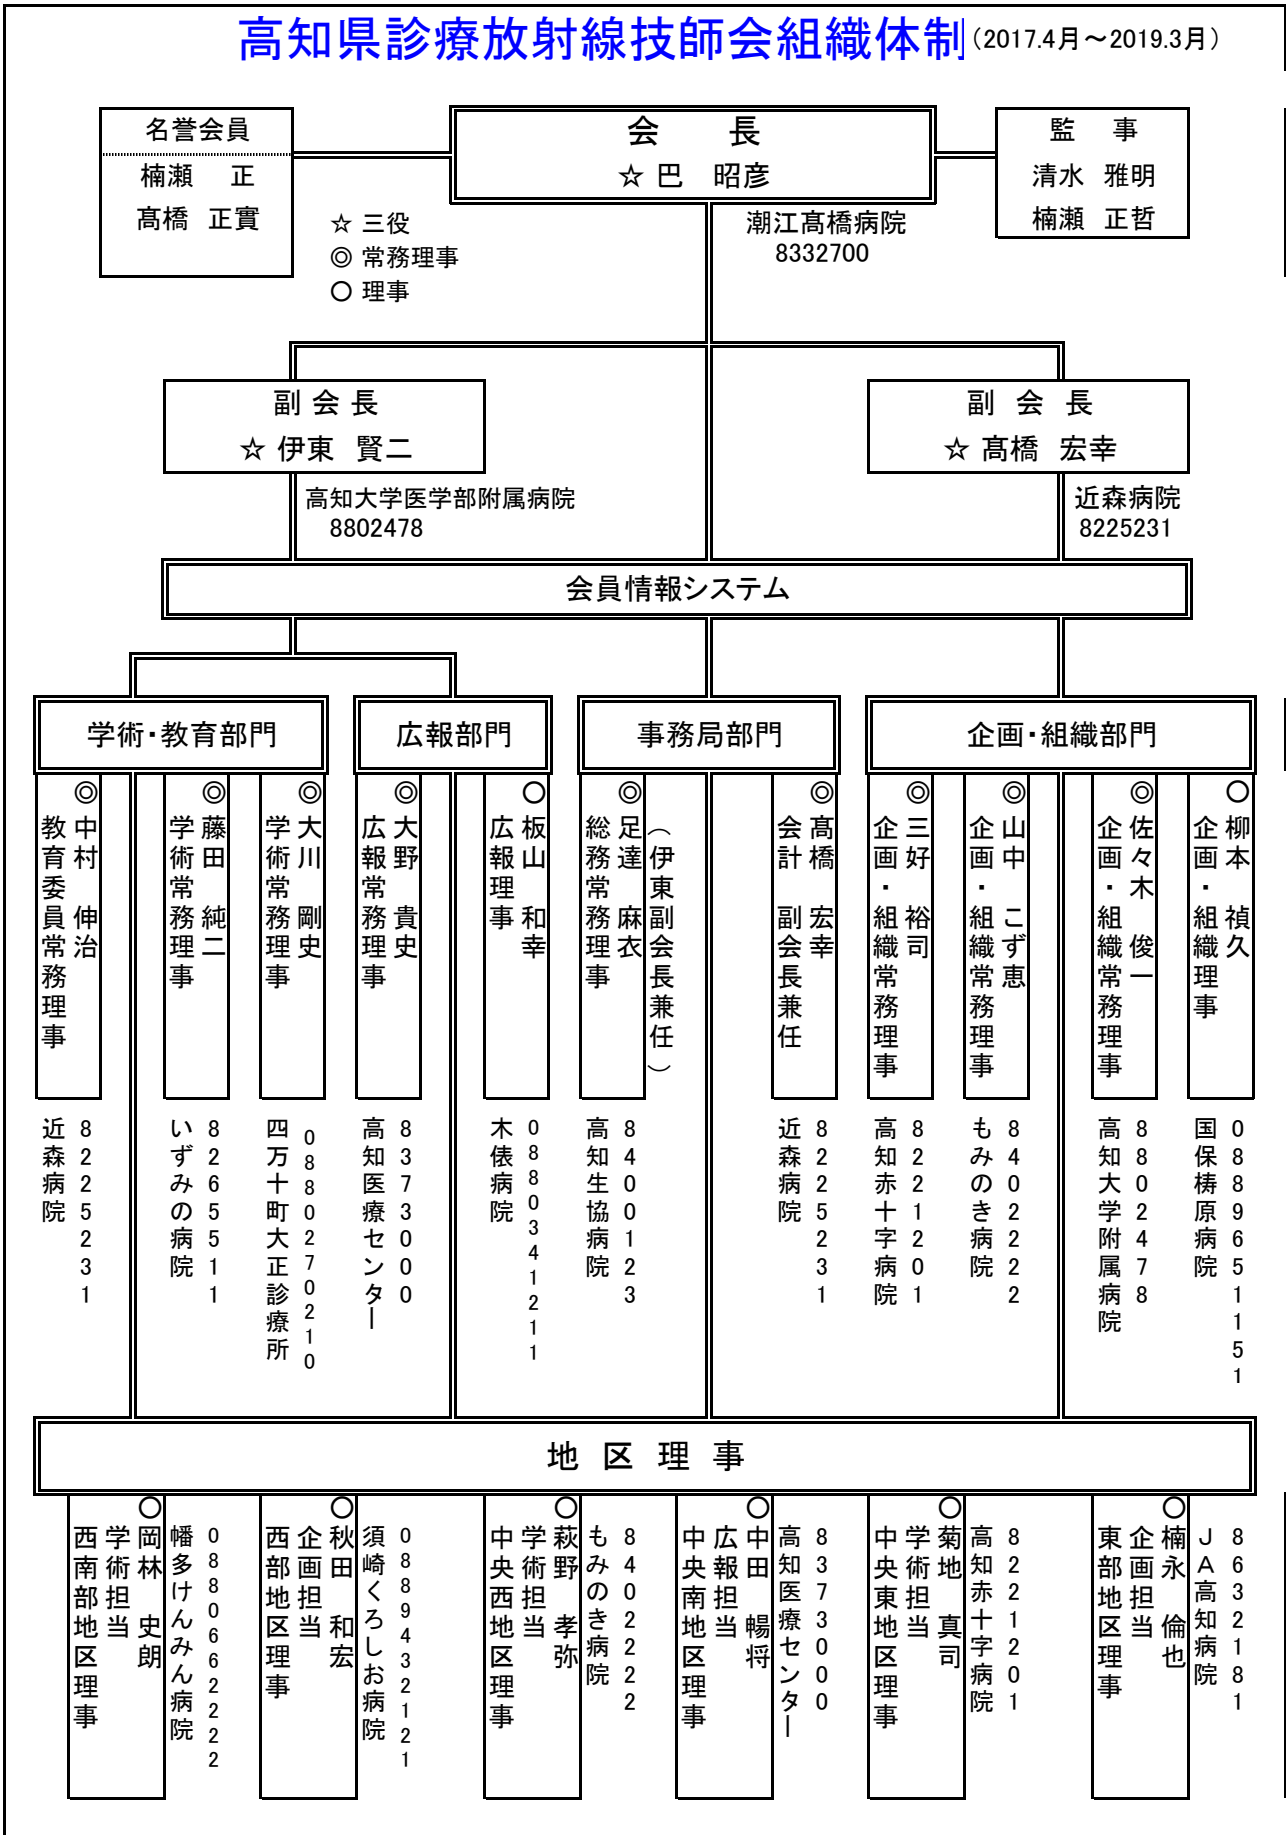 高知県診療放射線技師会組織体制（2017.4月～2019.3月）
名誉会員
楠瀬　正
髙橋　正實
会　長
☆ 巴　昭彦
監　事
清水　雅明
楠瀬　正哲
☆ 三役
◎ 常務理事
○ 理事
潮江髙橋病院
8332700
副 会 長
☆ 伊東　賢二
高知大学医学部附属病院
8802478
副 会 長
☆ 髙橋　宏幸
近森病院
8225231
会員情報システム
学術・教育部門
広報部門
事務局部門
企画・組織部門
◎ 中村　伸治
教育委員常務理事
8225231
近森病院
◎ 藤田　純二
学術常務理事
8265511
いずみの病院
◎ 大川　剛史
学術常務理事
0880270210
四万十町大正診療所
◎ 大野　貴史
広報常務理事
8373000
高知医療センター
○ 板山　和幸
広報理事
0880341211
木俵病院
（伊東副会長兼任）
◎ 足達　麻衣
総務常務理事
8400123
高知生協病院
◎ 髙橋　宏幸
会計　副会長兼任
8225231
近森病院
◎ 三好　裕司
企画・組織常務理事
8221201
高知赤十字病院
◎ 山中　こず恵
企画・組織常務理事
8402222
もみのき病院
◎ 佐々木　俊一
企画・組織常務理事
8802478
高知大学附属病院
○ 柳本　禎久
企画・組織理事
0889651151
国保梼原病院
地 区 理 事
○ 岡林　史朗
学術担当
西南部地区理事
0880662222
幡多けんみん病院
○ 秋田　和宏
企画担当
西部地区理事
0889432121
須崎くろしお病院
○ 萩野　孝弥
学術担当
中央西地区理事
8402222
もみのき病院
○ 中田　暢将
広報担当
中央南地区理事
8373000
高知医療センター
○ 菊地　真司
学術担当
中央東地区理事
8221201
高知赤十字病院
○ 楠永　倫也
企画担当
東部地区理事
8632181
ＪＡ高知病院